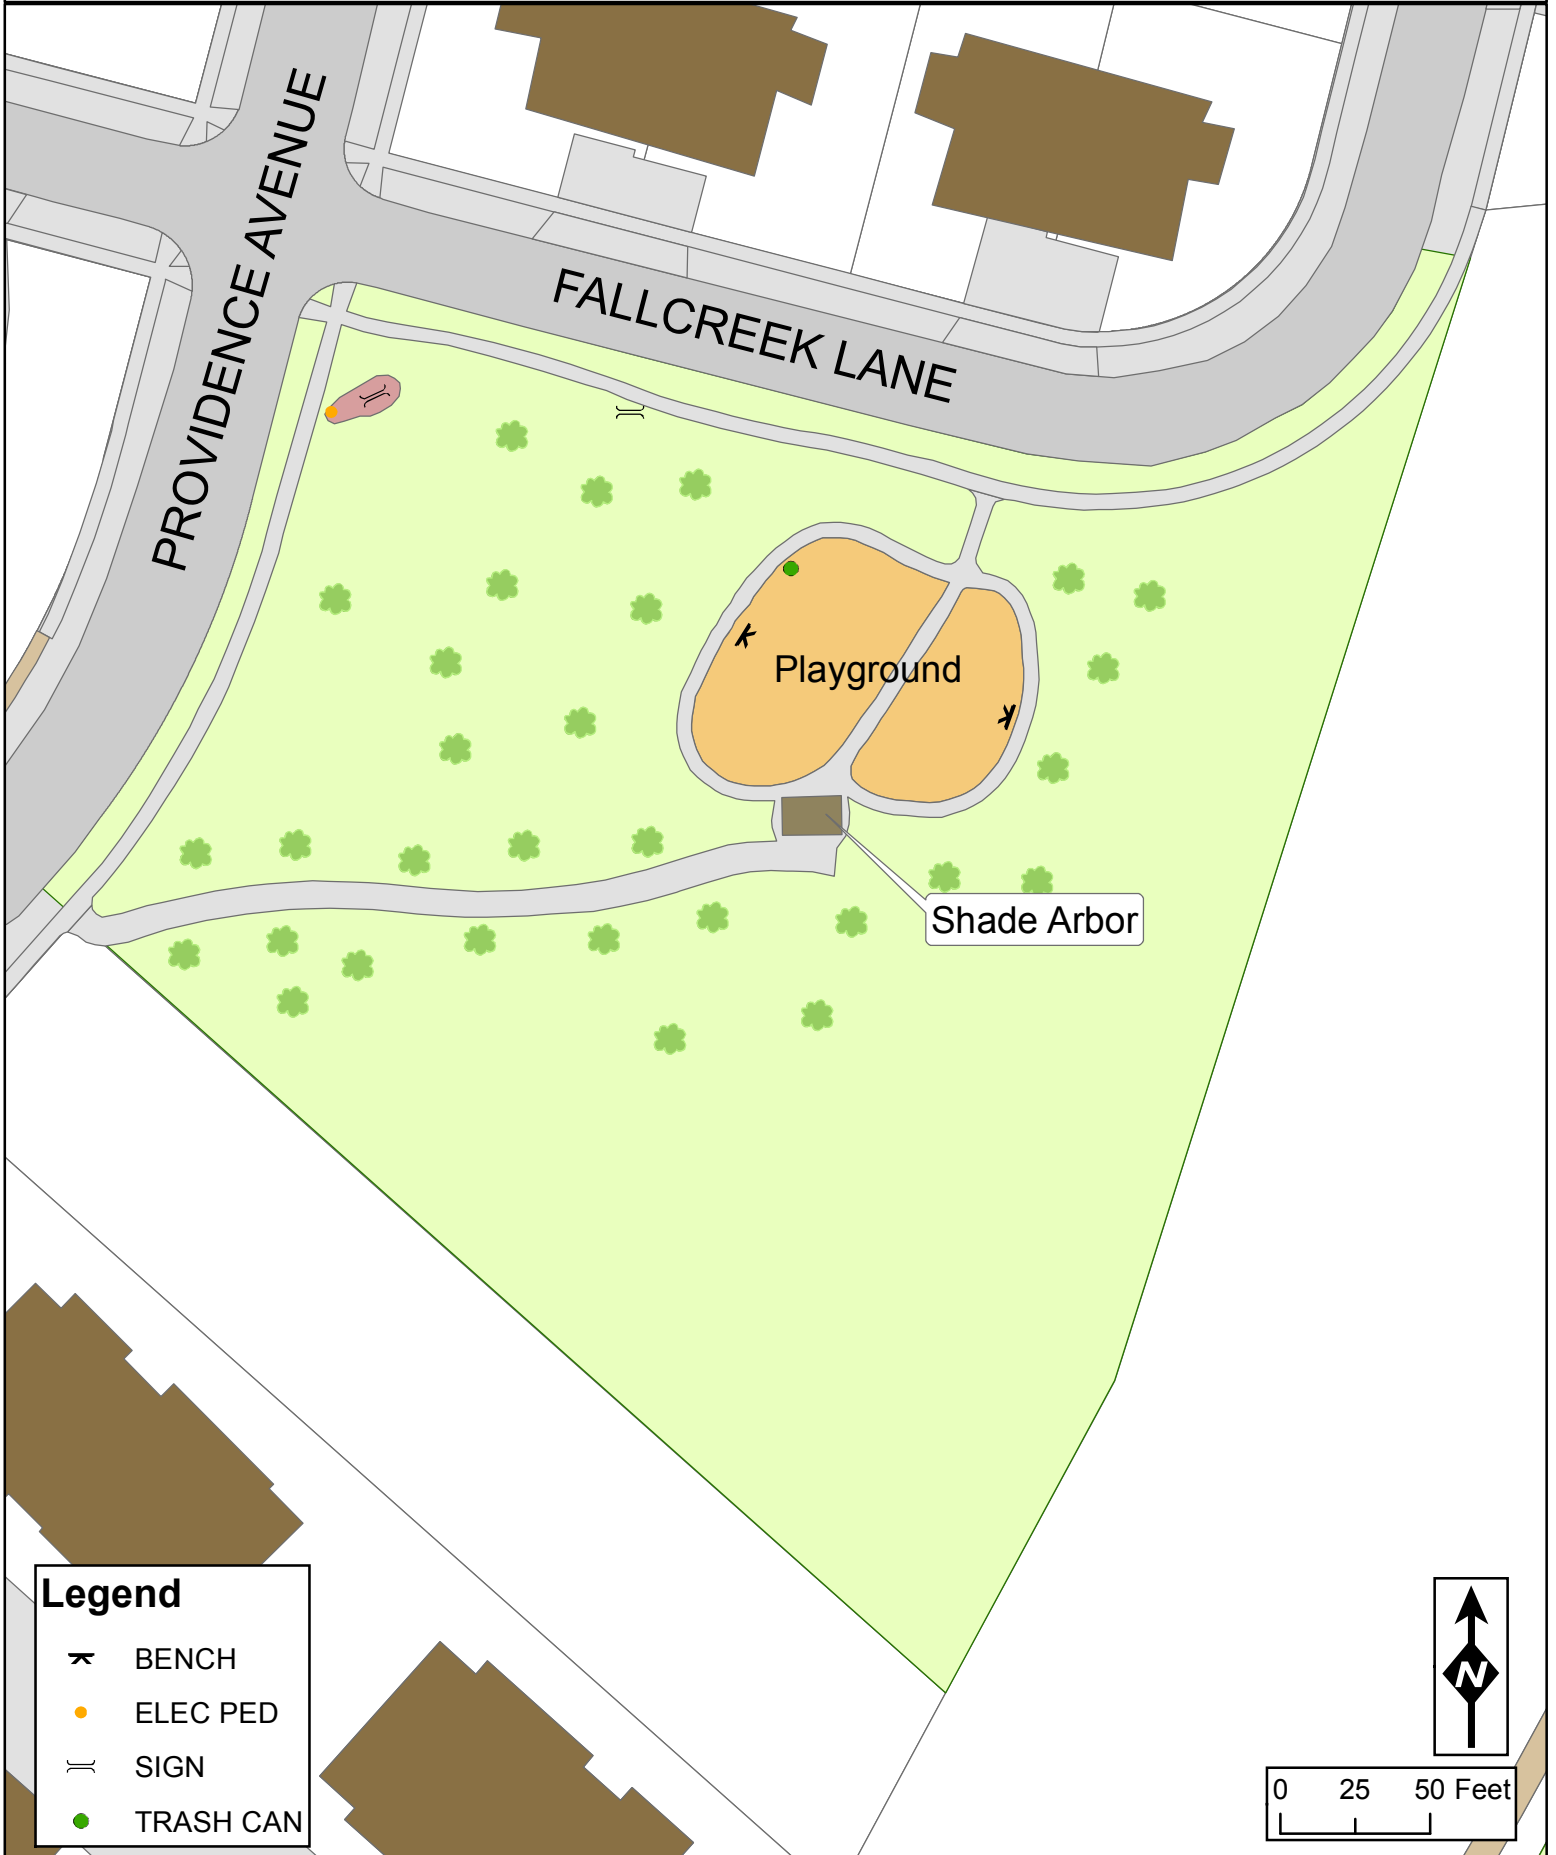 PROVIDENCE AVENUE
FALLCREEK LANE
Playground
Shade Arbor
Legend
BENCH
ELEC PED
SIGN
TRASH CAN
N
0 25 50 Feet